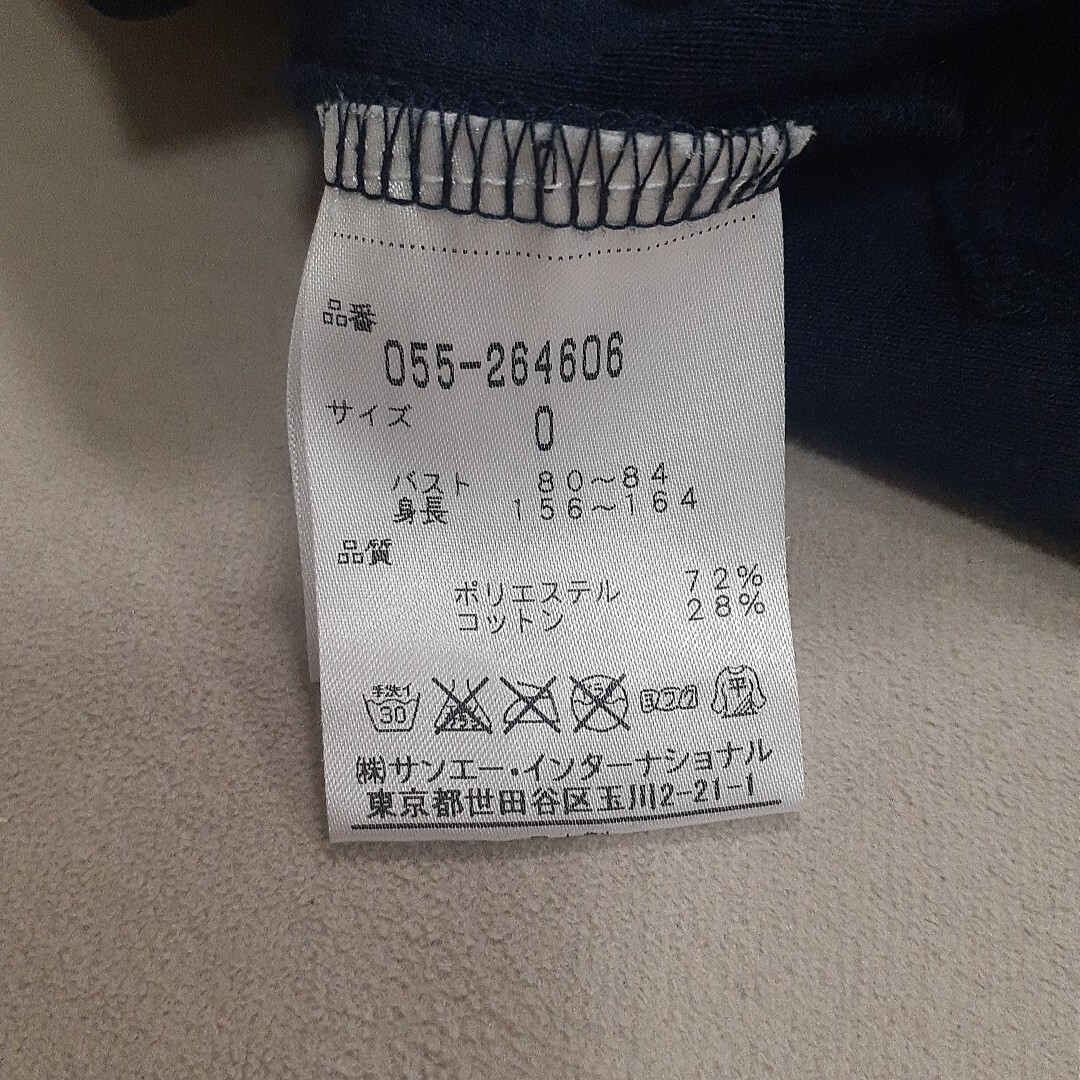 品番
055-264606
サイズ 0
バスト 80~84
身長 156~164
品質
ポリエステル 72%
コットン 28%
手洗イ 30 ヨワク 平
(株)サンエー・インターナショナル
東京都世田谷区玉川2-21-1